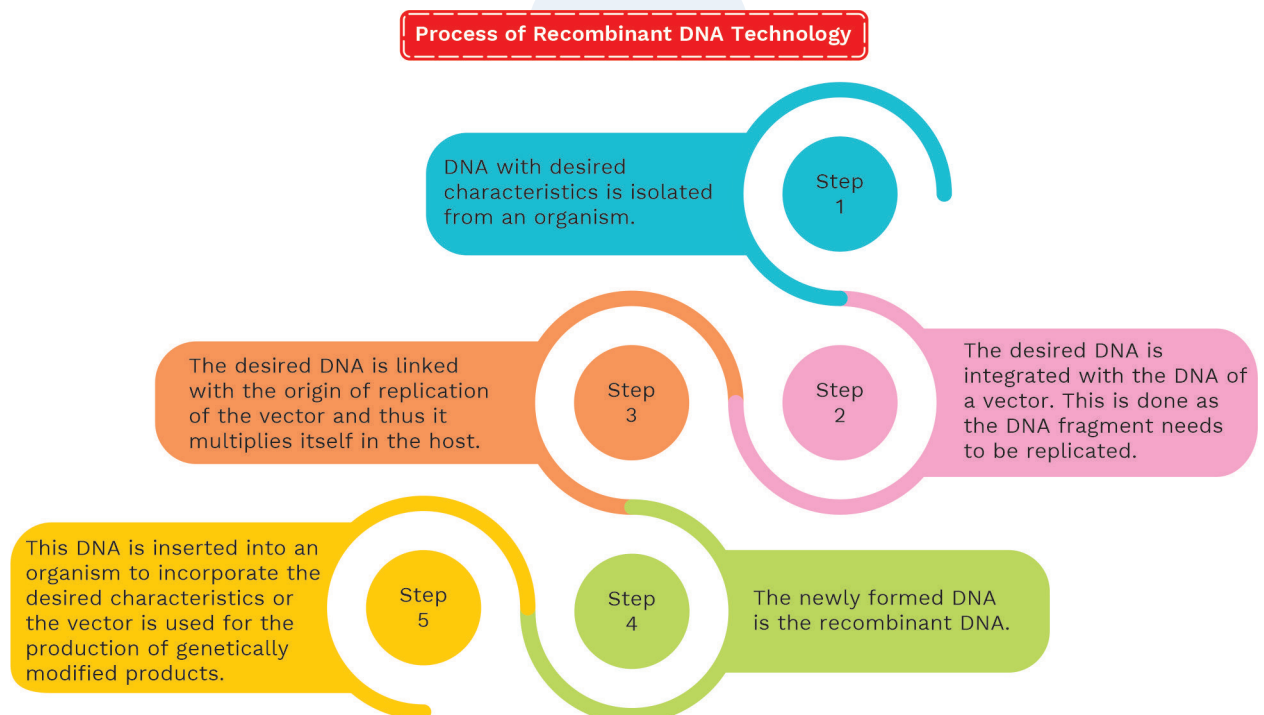 Process of Recombinant DNA Technology
DNA with desired
characteristics is isolated
from an organism.
Step
1
The desired DNA is
integrated with the DNA of
a vector. This is done as
the DNA fragment needs
to be replicated.
Step
2
The desired DNA is linked
with the origin of replication
of the vector and thus it
multiplies itself in the host.
Step
3
The newly formed DNA
is the recombinant DNA.
Step
4
This DNA is inserted into an
organism to incorporate the
desired characteristics or
the vector is used for the
production of genetically
modified products.
Step
5